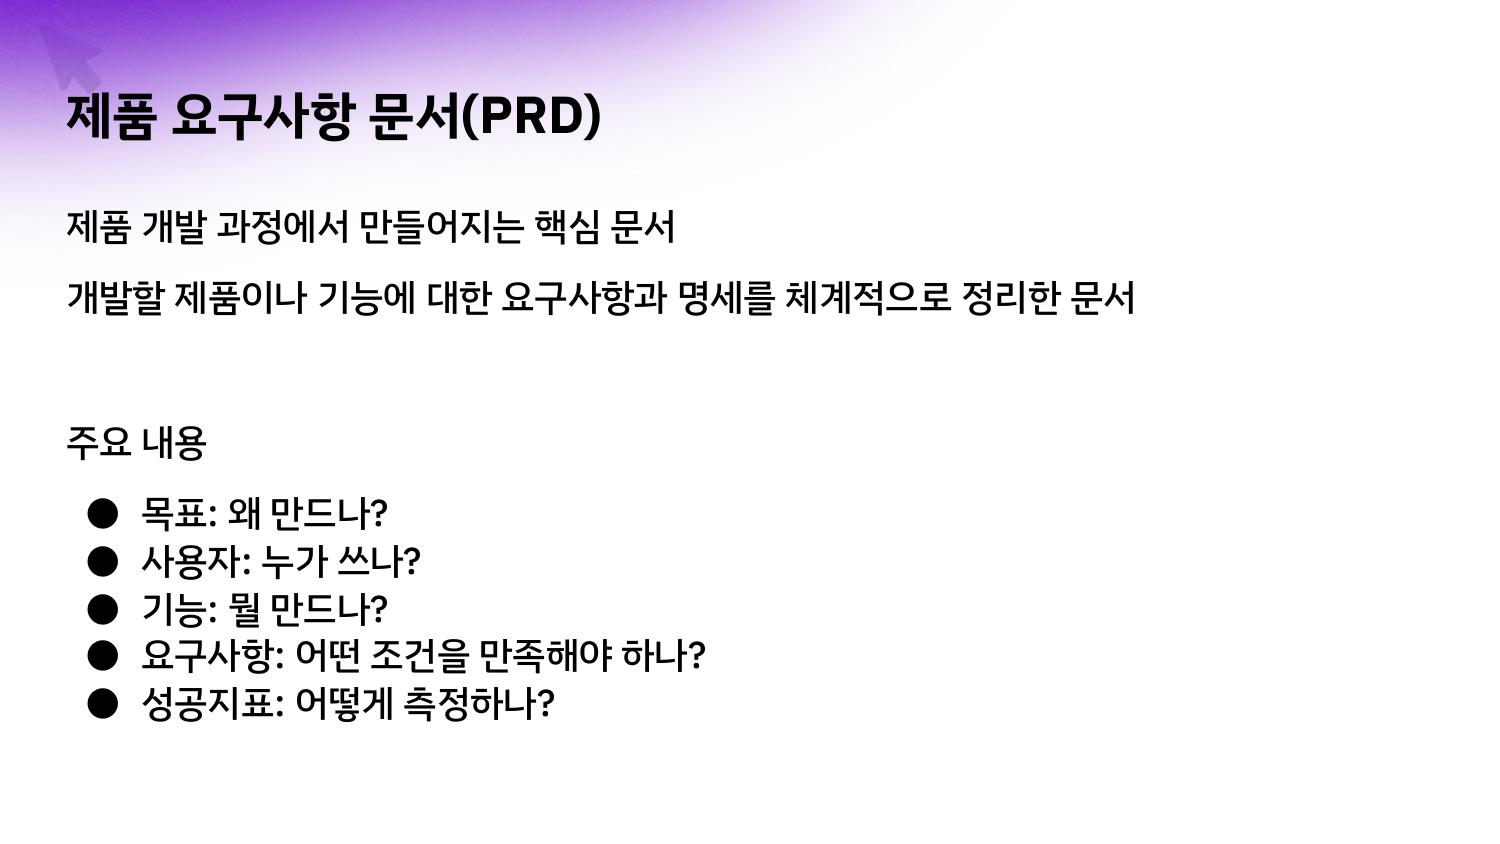 제품 요구사항 문서(PRD)
제품 개발 과정에서 만들어지는 핵심 문서
개발할 제품이나 기능에 대한 요구사항과 명세를 체계적으로 정리한 문서
주요 내용
● 목표: 왜 만드나?
● 사용자: 누가 쓰나?
● 기능: 뭘 만드나?
● 요구사항: 어떤 조건을 만족해야 하나?
● 성공지표: 어떻게 측정하나?